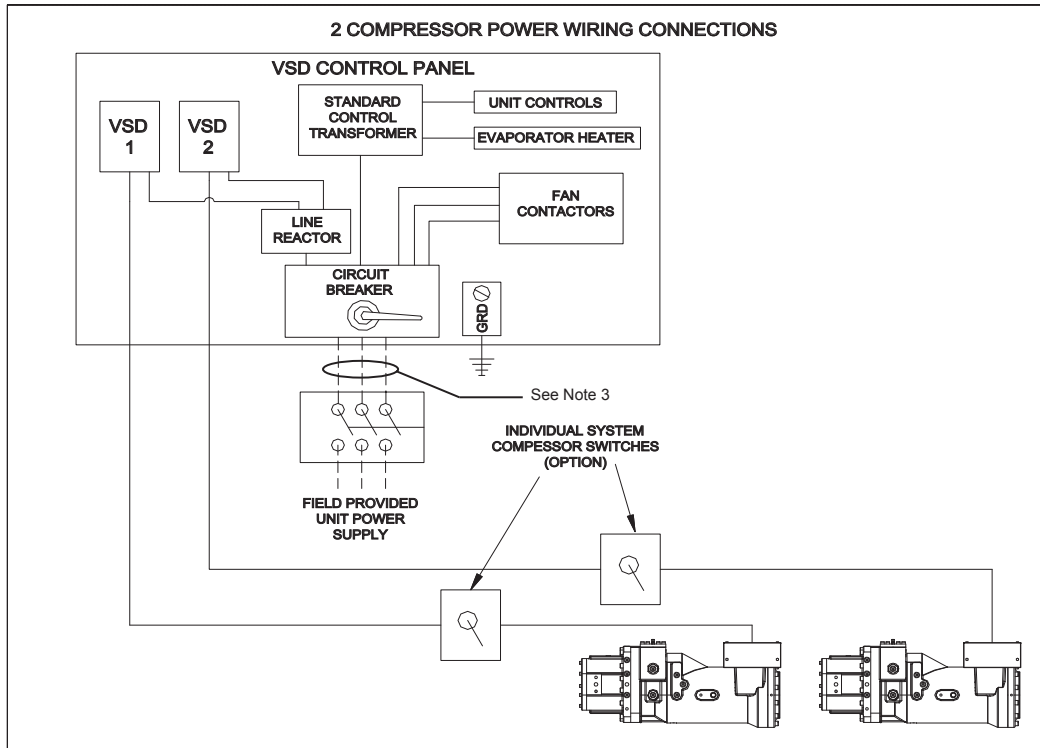 2 COMPRESSOR POWER WIRING CONNECTIONS
VSD CONTROL PANEL
VSD
1
VSD
2
STANDARD
CONTROL
TRANSFORMER
UNIT CONTROLS
EVAPORATOR HEATER
FAN
CONTACTORS
LINE
REACTOR
CIRCUIT
BREAKER
GRD
See Note 3
INDIVIDUAL SYSTEM
COMPESSOR SWITCHES
(OPTION)
FIELD PROVIDED
UNIT POWER
SUPPLY